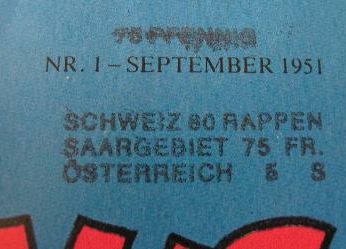 75 PFENNIG
NR. 1 – SEPTEMBER 1951
SCHWEIZ 80 RAPPEN
SAARGEBIET 75 FR.
ÖSTERREICH 5 S